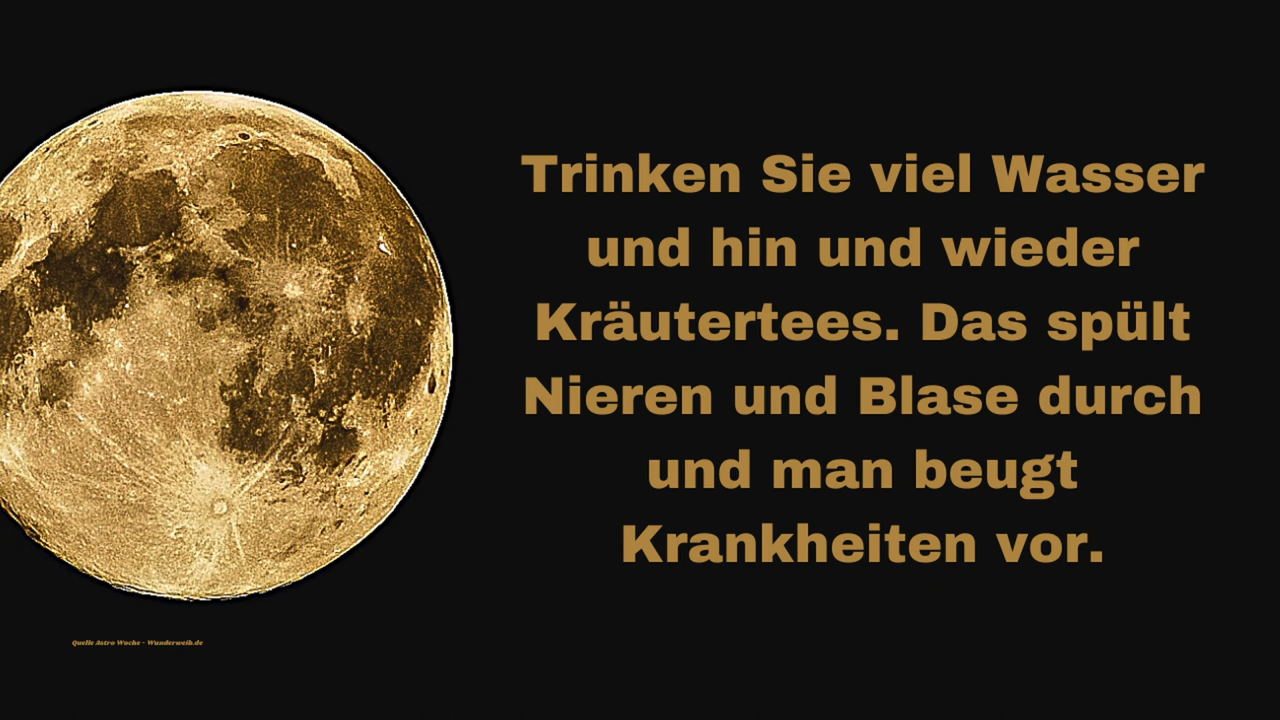 Trinken Sie viel Wasser
und hin und wieder
Kräutertees. Das spült
Nieren und Blase durch
und man beugt
Krankheiten vor.
Quelle Astro Woche - Wunderweib.de